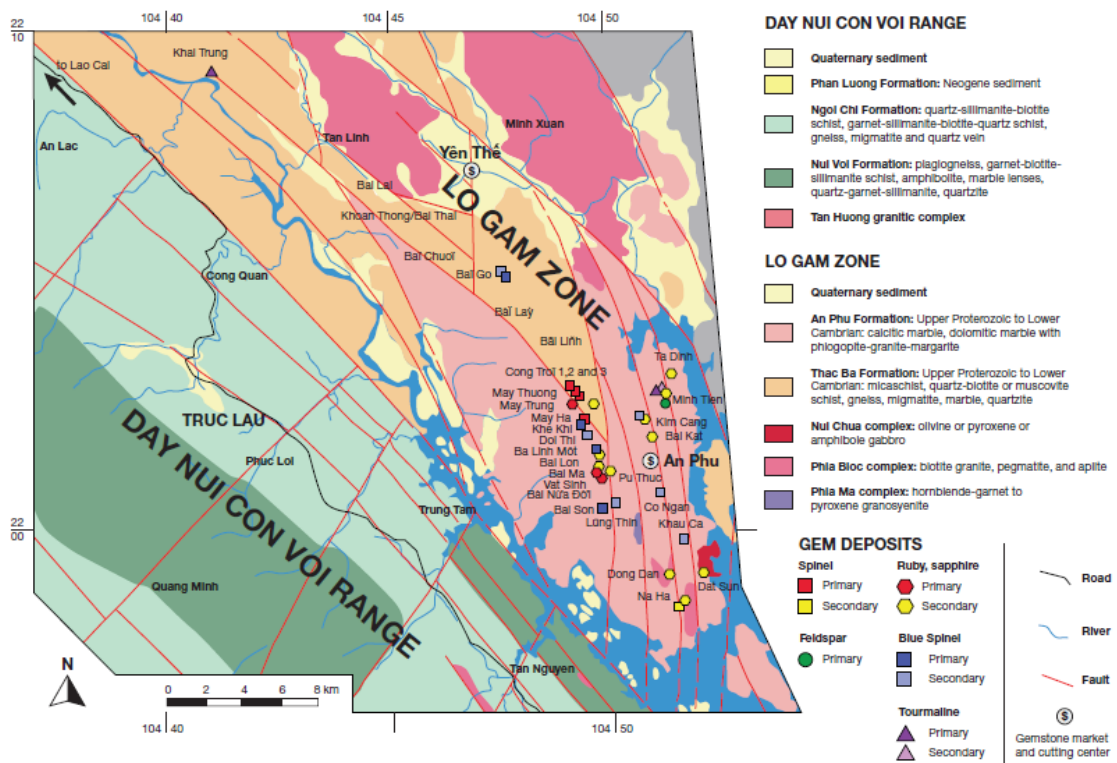 22
10
104 40
104 45
104 50
Khai Trung
to Lao Cai
An Lac
Tan Linh
Minh Xuan
Yên Thế
$
Bai Lai
LO GAM ZONE
Khoan Thong/Bai Thai
Bai Chuoi
Cong Quan
Bai Go
Bãi Laý
Bãi Linh
Ta Dinh
Cong Troi 1,2 and 3
May Thuong
May Trung
Minh Tien
May Ha
Khe Khi
Kim Cang
Doi Thi
Bai Kat
TRUC LAU
Ba Linh Môt
Bai Lon
$
An Phu
Phuc Loi
Bai Ma
Pu Thuc
Vat Sinh
Bãi Nửa Đồi
Co Ngan
Trung Tam
Bai Son
Lung Thin
Khau Ca
22
00
DAY NUI CON VOI RANGE
Quang Minh
Dong Dan
Dat Sun
Na Ha
Tan Nguyen
N
0 2 4 6 8 km
104 40
104 50
DAY NUI CON VOI RANGE
Quaternary sediment
Phan Luong Formation: Neogene sediment
Ngoi Chi Formation: quartz-sillimanite-biotite
schist, garnet-sillimanite-biotite-quartz schist,
gneiss, migmatite and quartz vein
Nui Voi Formation: plagiogneiss, garnet-biotite-
sillimanite schist, amphibolite, marble lenses,
quartz-garnet-sillimanite, quartzite
Tan Huong granitic complex
LO GAM ZONE
Quaternary sediment
An Phu Formation: Upper Proterozoic to Lower
Cambrian: calcitic marble, dolomitic marble with
phlogopite-granite-margarite
Thac Ba Formation: Upper Proterozoic to Lower
Cambrian: micaschist, quartz-biotite or muscovite
schist, gneiss, migmatite, marble, quartzite
Nui Chua complex: olivine or pyroxene or
amphibole gabbro
Phia Bioc complex: biotite granite, pegmatite, and aplite
Phia Ma complex: hornblende-garnet to
pyroxene granosyenite
GEM DEPOSITS
Spinel
Primary
Secondary
Ruby, sapphire
Primary
Secondary
Feldspar
Primary
Blue Spinel
Primary
Secondary
Tourmaline
Primary
Secondary
Road
River
Fault
$
Gemstone market
and cutting center